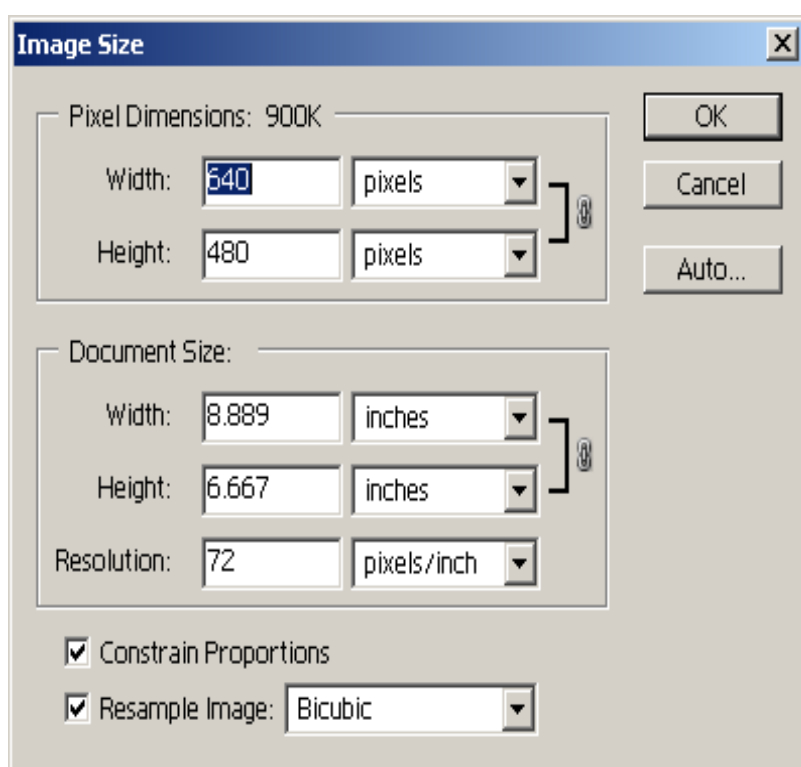 Image Size
Pixel Dimensions: 900K
Width: 640 pixels
Height: 480 pixels
OK
Cancel
Auto...
Document Size:
Width: 8.889 inches
Height: 6.667 inches
Resolution: 72 pixels/inch
Constrain Proportions
Resample Image: Bicubic